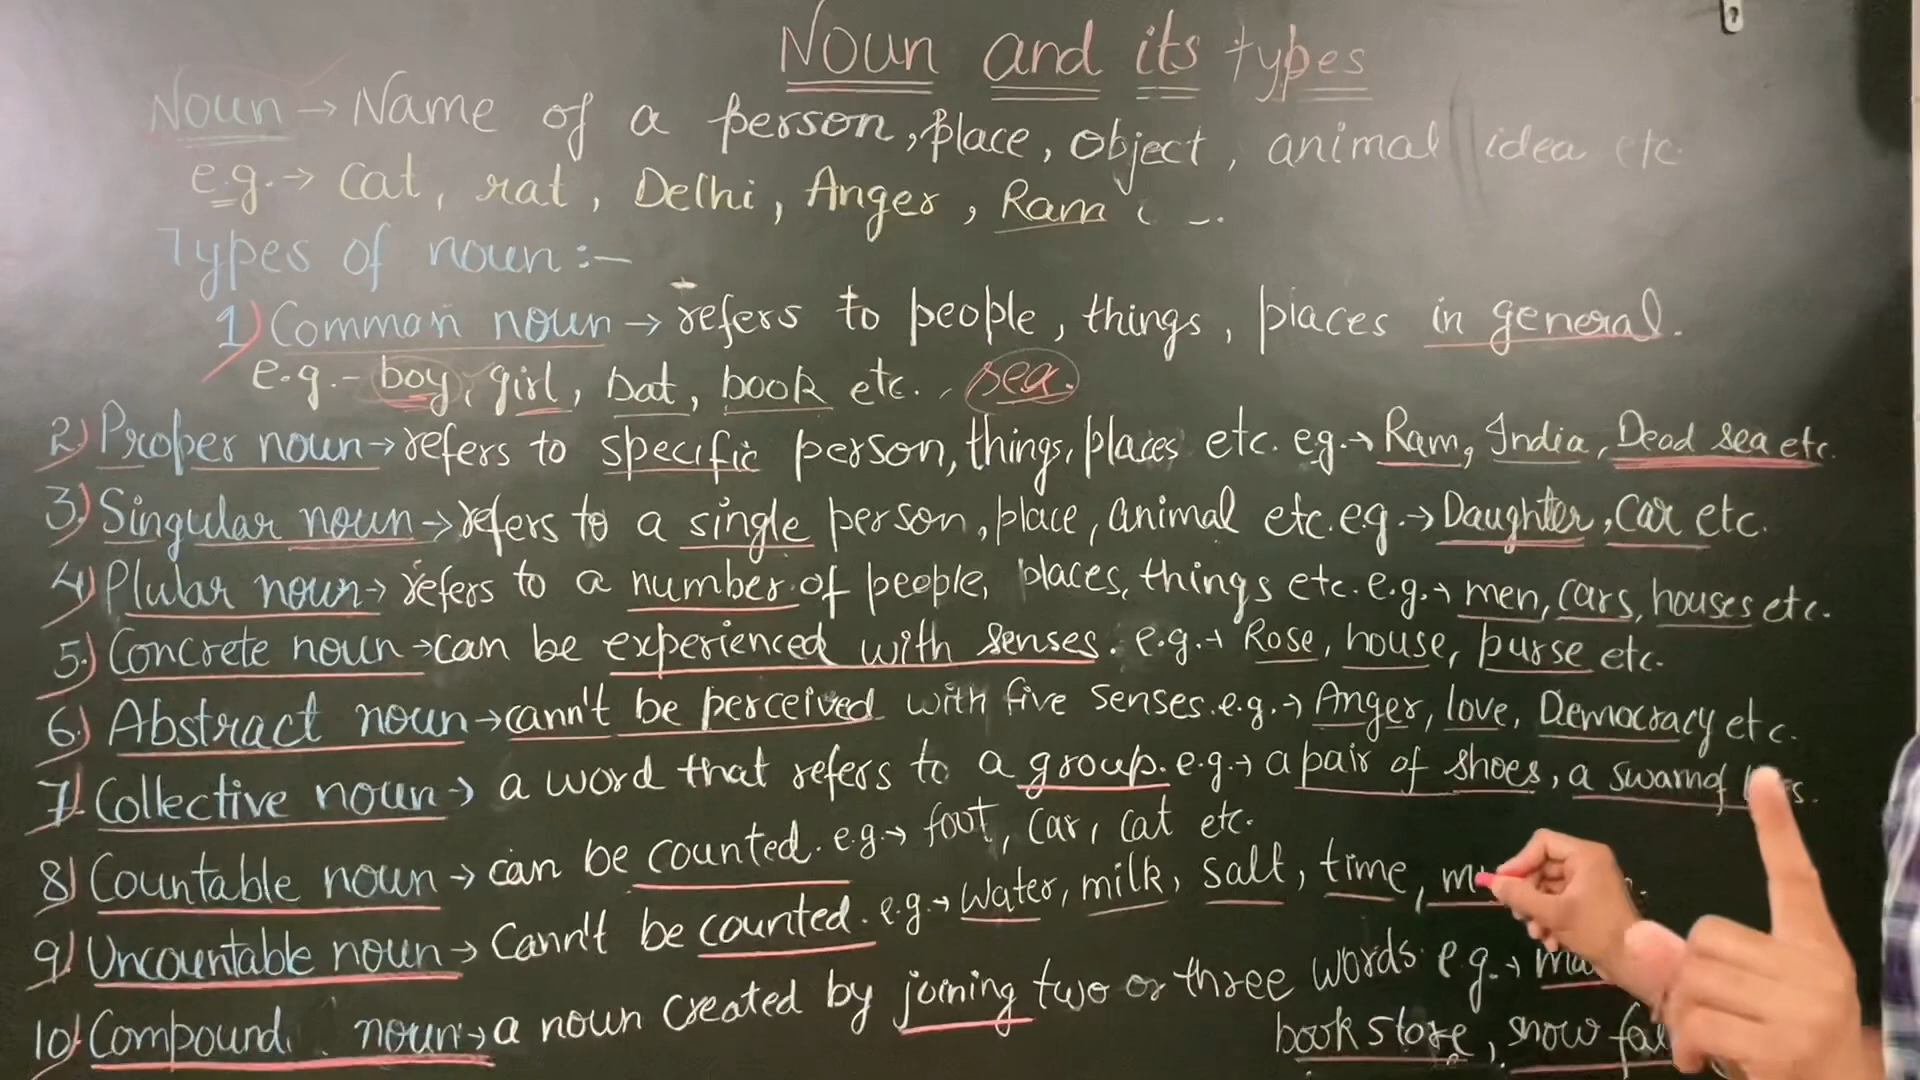 Noun and its types
Noun → Name of a person, place, object, animal idea etc
e.g. → cat, rat, Delhi, Anger, Ram
Types of noun :-
1) Common noun → refers to people, things, places in general.
e.g. - boy, girl, bat, book etc. sea.
2) Proper noun → refers to specific person, things, places etc. eg. → Ram, India, Dead sea etc.
3) Singular noun → refers to a single person, place, animal etc. eg. → Daughter, car etc.
4) Plular noun → refers to a number of people, places, things etc. e.g. → men, cars, houses etc.
5) Concrete noun → can be experienced with senses. e.g. → Rose, house, purse etc.
6) Abstract noun → cann't be perceived with five senses. e.g. → Anger, love, Democracy etc.
7) Collective noun → a word that refers to a group. e.g. → a pair of shoes, a swarm of
8) Countable noun → can be counted. e.g. → foot, car, cat etc.
9) Uncountable noun → Cann't be counted. e.g. → water, milk, salt, time,
10) Compound noun → a noun created by joining two or three words e.g. →
book store, snow